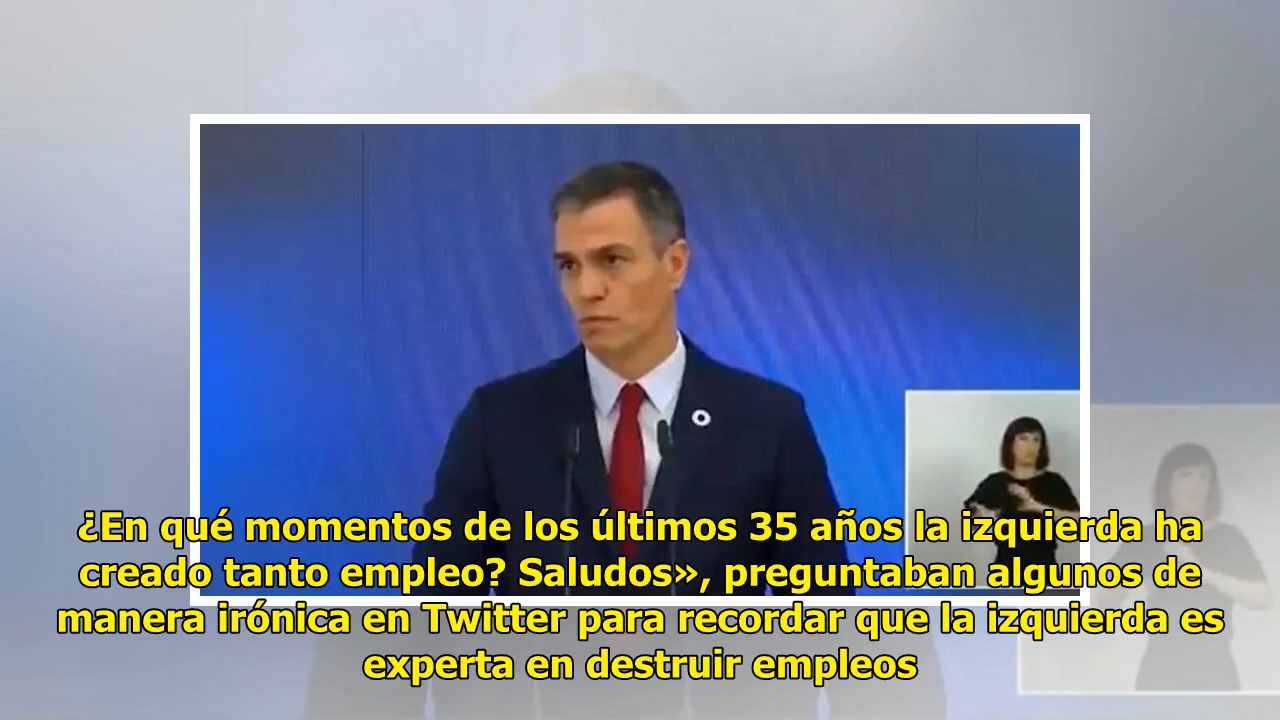 ¿En qué momentos de los últimos 35 años la izquierda ha
creado tanto empleo? Saludos», preguntaban algunos de
manera irónica en Twitter para recordar que la izquierda es
experta en destruir empleos